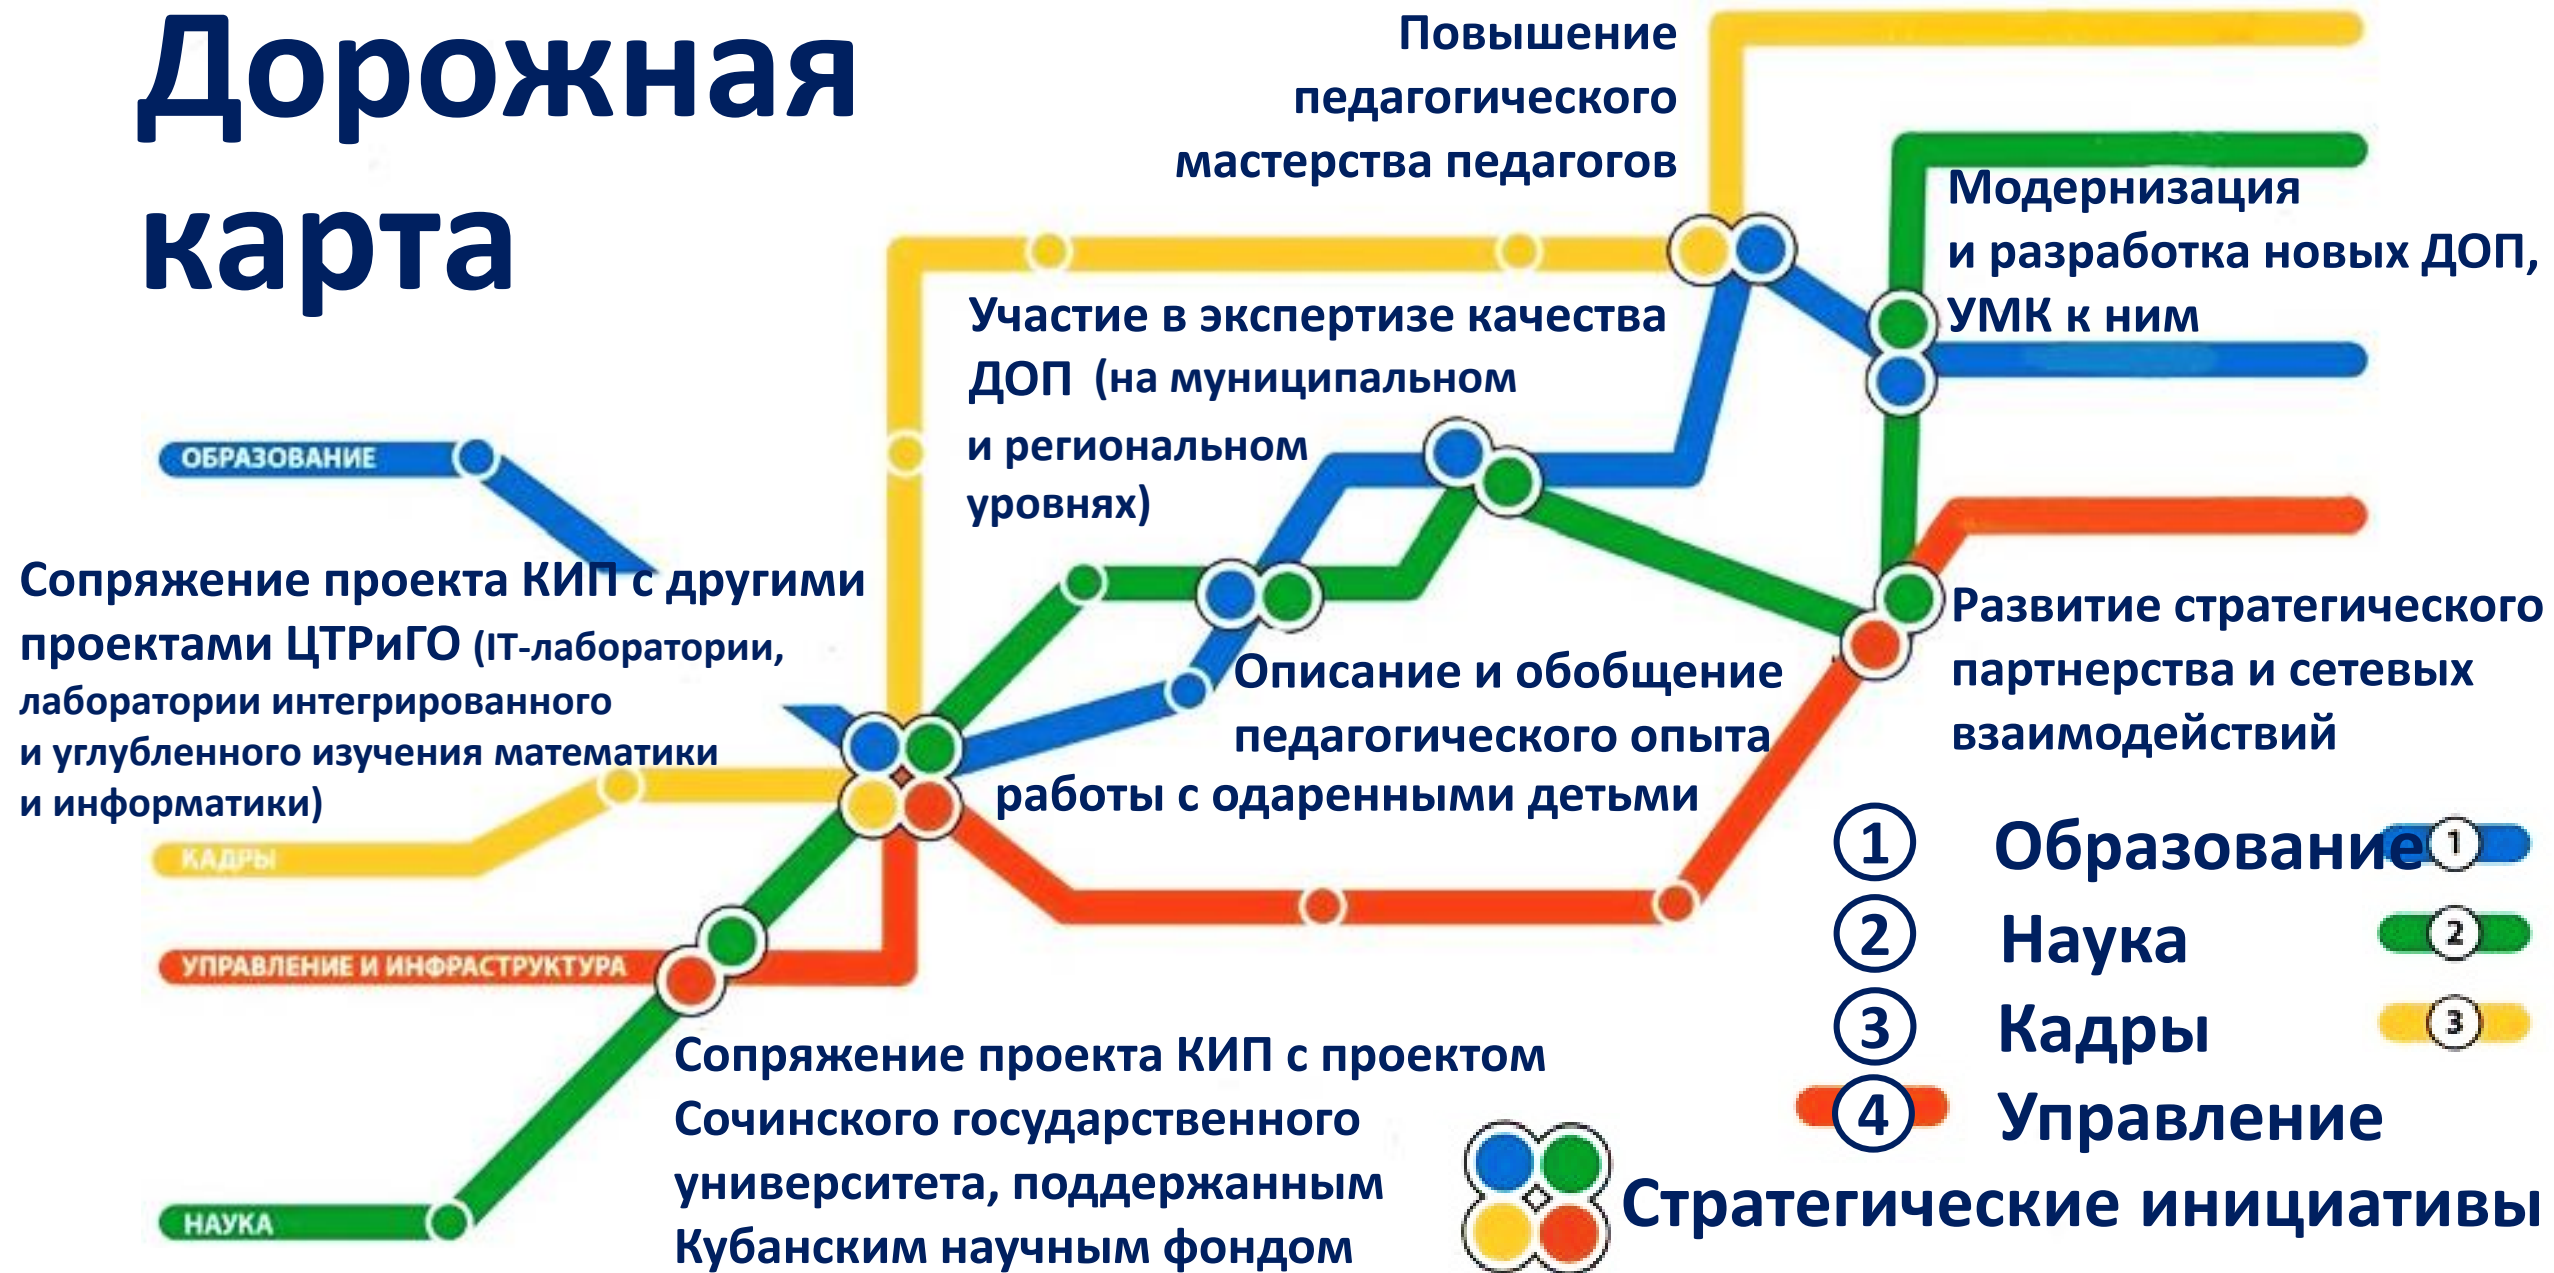 Дорожная
карта
Повышение
педагогического
мастерства педагогов
Модернизация
и разработка новых ДОП,
УМК к ним
Участие в экспертизе качества
ДОП (на муниципальном
и региональном
уровнях)
ОБРАЗОВАНИЕ
Сопряжение проекта КИП с другими
проектами ЦТРиГО (IT-лаборатории,
лаборатории интегрированного
и углубленного изучения математики
и информатики)
Описание и обобщение
педагогического опыта
работы с одаренными детьми
Развитие стратегического
партнерства и сетевых
взаимодействий
КАДРЫ
УПРАВЛЕНИЕ И ИНФРАСТРУКТУРА
НАУКА
Сопряжение проекта КИП с проектом
Сочинского государственного
университета, поддержанным
Кубанским научным фондом
1 Образование 1
2 Наука 2
3 Кадры 3
4 Управление
Стратегические инициативы